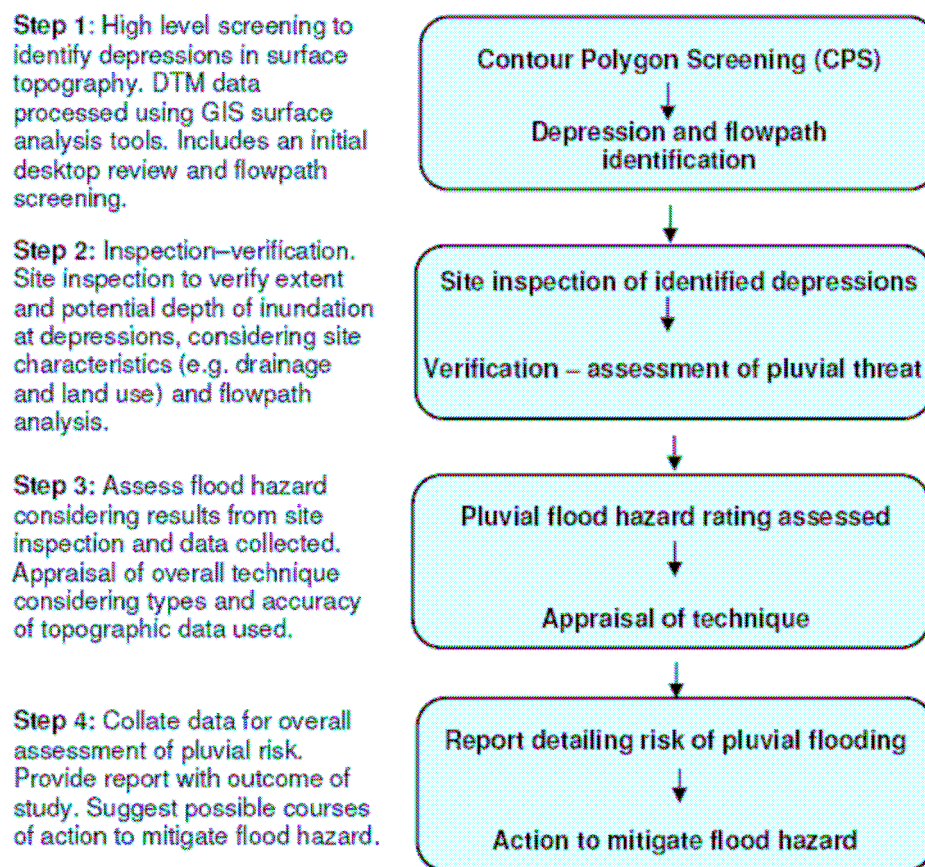 Step 1: High level screening to
identify depressions in surface
topography. DTM data
processed using GIS surface
analysis tools. Includes an initial
desktop review and flowpath
screening.
Contour Polygon Screening (CPS)
Depression and flowpath
identification
Step 2: Inspection–verification.
Site inspection to verify extent
and potential depth of inundation
at depressions, considering site
characteristics (e.g. drainage
and land use) and flowpath
analysis.
Site inspection of identified depressions
Verification – assessment of pluvial threat
Step 3: Assess flood hazard
considering results from site
inspection and data collected.
Appraisal of overall technique
considering types and accuracy
of topographic data used.
Pluvial flood hazard rating assessed
Appraisal of technique
Step 4: Collate data for overall
assessment of pluvial risk.
Provide report with outcome of
study. Suggest possible courses
of action to mitigate flood hazard.
Report detailing risk of pluvial flooding
Action to mitigate flood hazard